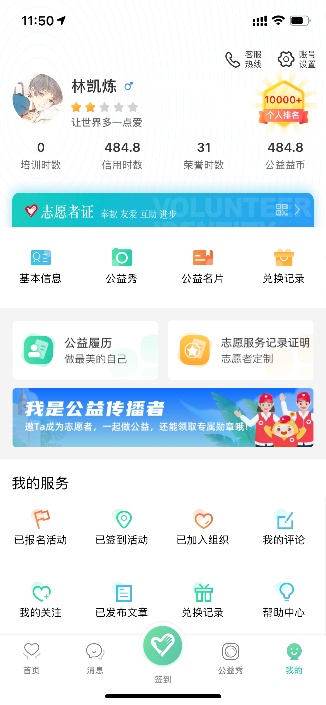 11:50
客服
热线
账号
设置
林凯炼
让世界多一点爱
10000+
个人排名
0
484.8
31
484.8
培训时数
信用时数
荣誉时数
公益益币
志愿者证 奉献 友爱 互助 进步
VOLUNTEER
IDENTITY
基本信息
公益秀
公益名片
兑换记录
公益履历
做最美的自己
志愿服务记录证明
志愿者定制
我是公益传播者
邀Ta成为志愿者，一起做公益，还能领取专属勋章哦！
我的服务
已报名活动
已签到活动
已加入组织
我的评论
我的关注
已发布文章
兑换记录
帮助中心
首页
消息
签到
公益秀
我的